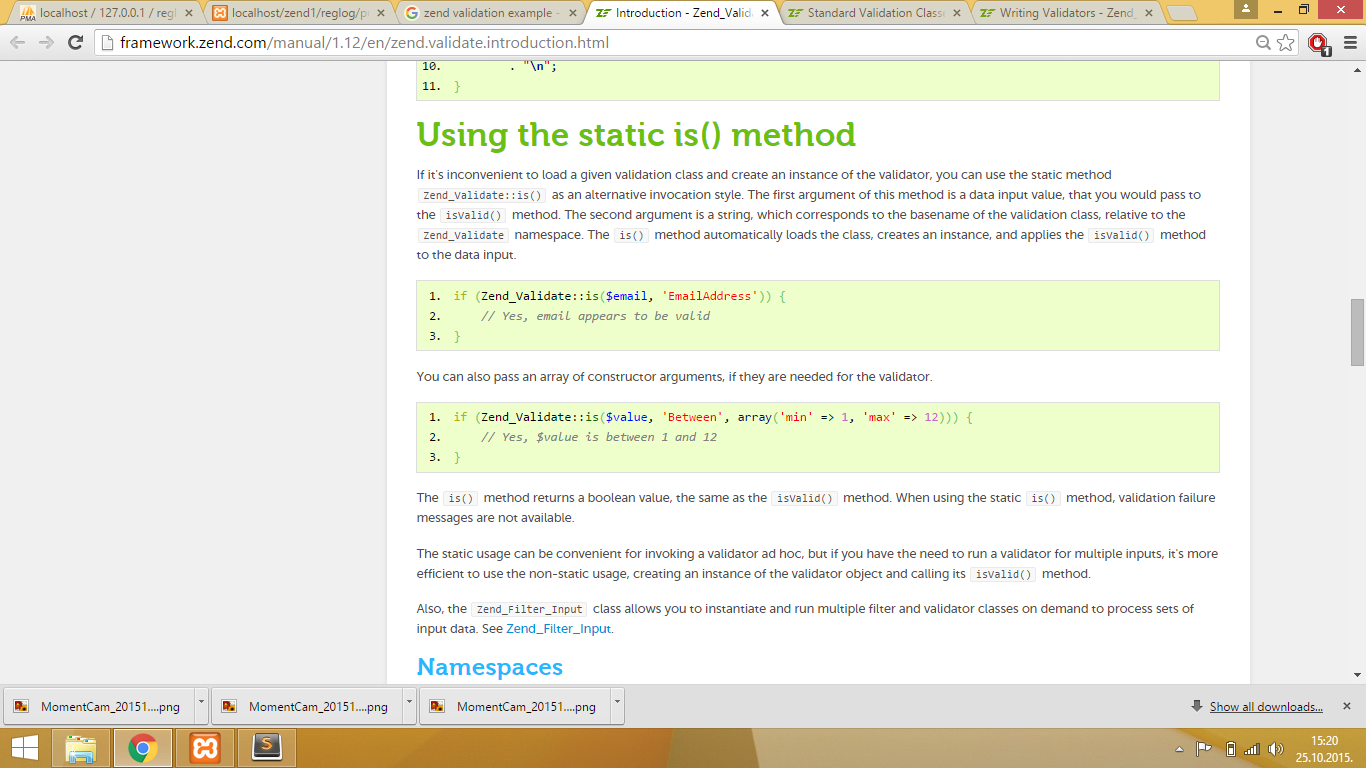 localhost / 127.0.0.1 / regl
localhost/zend1/reglog/p
zend validation example -
Introduction - Zend_Valid
Standard Validation Class
Writing Validators - Zend_
framework.zend.com/manual/1.12/en/zend.validate.introduction.html
1
10. . "\n";
11. }
Using the static is() method
If it's inconvenient to load a given validation class and create an instance of the validator, you can use the static method
Zend_Validate::is() as an alternative invocation style. The first argument of this method is a data input value, that you would pass to
the isValid() method. The second argument is a string, which corresponds to the basename of the validation class, relative to the
Zend_Validate namespace. The is() method automatically loads the class, creates an instance, and applies the isValid() method
to the data input.
1. if (Zend_Validate::is($email, 'EmailAddress')) {
2. // Yes, email appears to be valid
3. }
You can also pass an array of constructor arguments, if they are needed for the validator.
1. if (Zend_Validate::is($value, 'Between', array('min' => 1, 'max' => 12))) {
2. // Yes, $value is between 1 and 12
3. }
The is() method returns a boolean value, the same as the isValid() method. When using the static is() method, validation failure
messages are not available.
The static usage can be convenient for invoking a validator ad hoc, but if you have the need to run a validator for multiple inputs, it's more
efficient to use the non-static usage, creating an instance of the validator object and calling its isValid() method.
Also, the Zend_Filter_Input class allows you to instantiate and run multiple filter and validator classes on demand to process sets of
input data. See Zend_Filter_Input.
Namespaces
MomentCam_20151....png
MomentCam_20151....png
MomentCam_20151....png
Show all downloads...
15:20
25.10.2015.